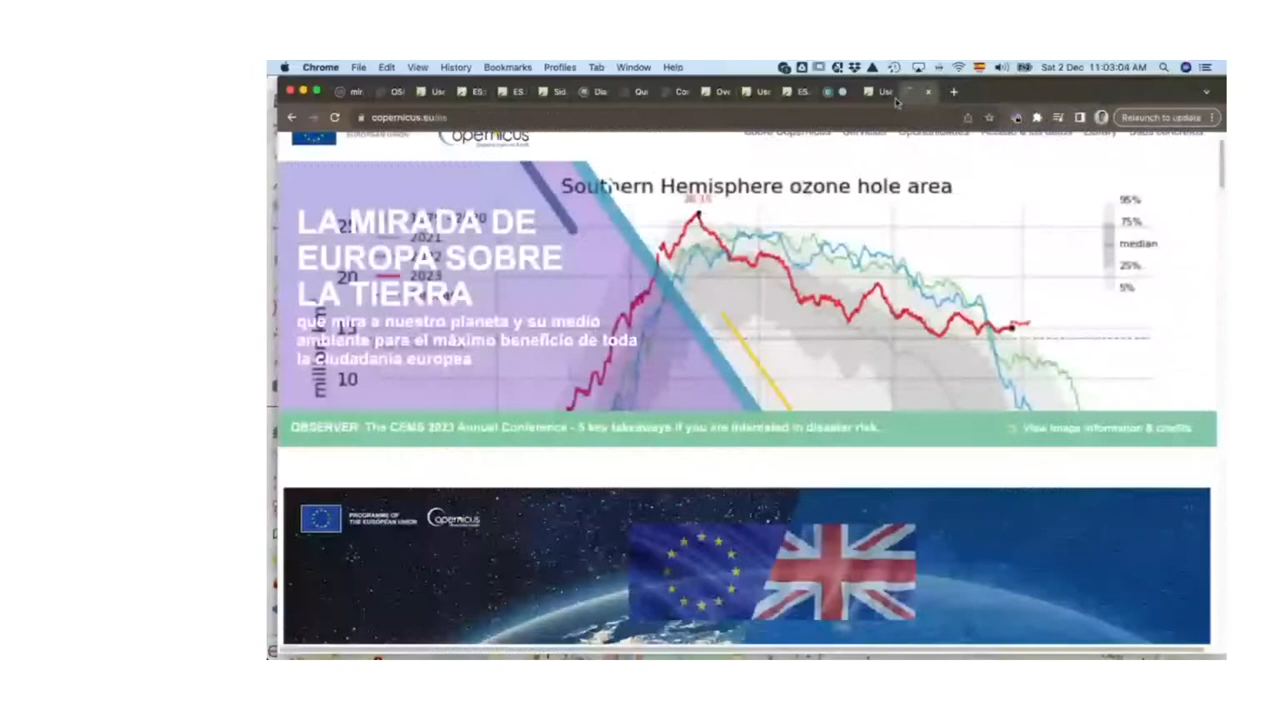 Chrome File Edit View History Bookmarks Profiles Tab Window Help
Sat 2 Dec 11:03:04 AM
copernicus.eu/es
Relaunch to update
opernicus
Southern Hemisphere ozone hole area
95%
75%
median
25%
5%
25
20
10
2021
2023
LA MIRADA DE
EUROPA SOBRE
LA TIERRA
que mira a nuestro planeta y su medio
ambiente para el máximo beneficio de toda
la ciudadanía europea
OBSERVER: The CEMS 2023 Annual Conference - 5 key takeaways if you are interested in disaster risk...
View image information & credits
PROGRAMME OF
THE EUROPEAN UNION
opernicus